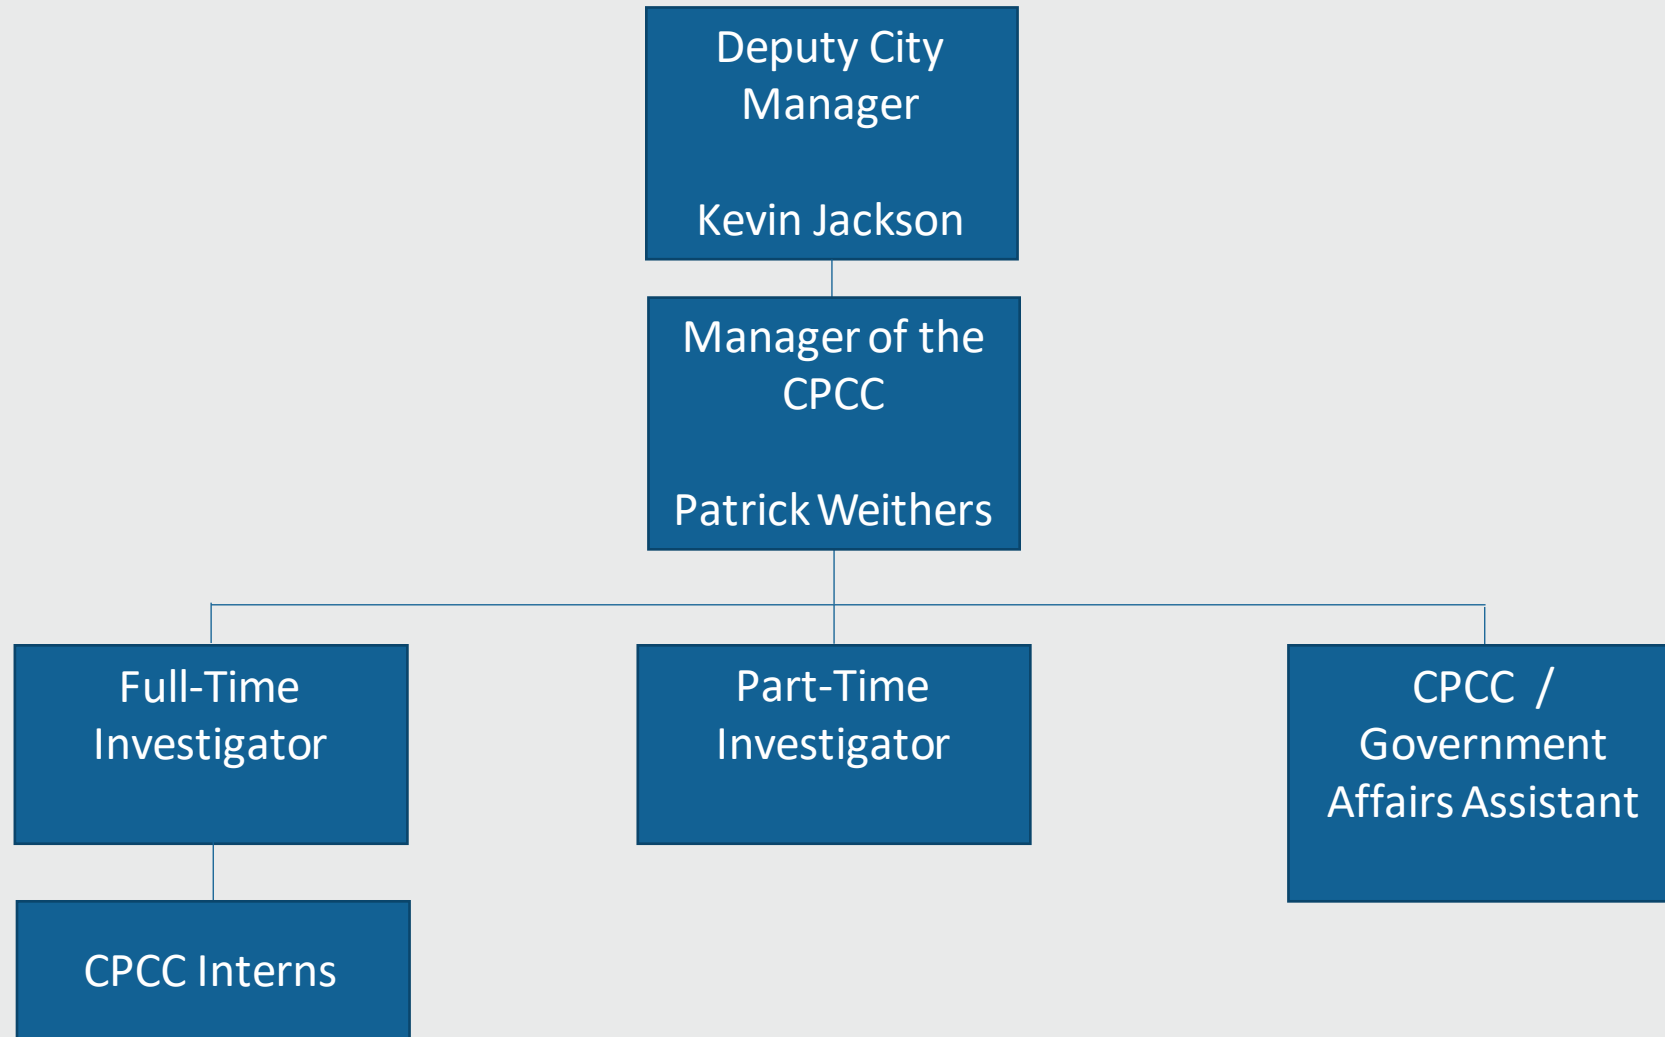 Deputy City
Manager
Kevin Jackson
Manager of the
CPCC
Patrick Weithers
Full-Time
Investigator
Part-Time
Investigator
CPCC /
Government
Affairs Assistant
CPCC Interns